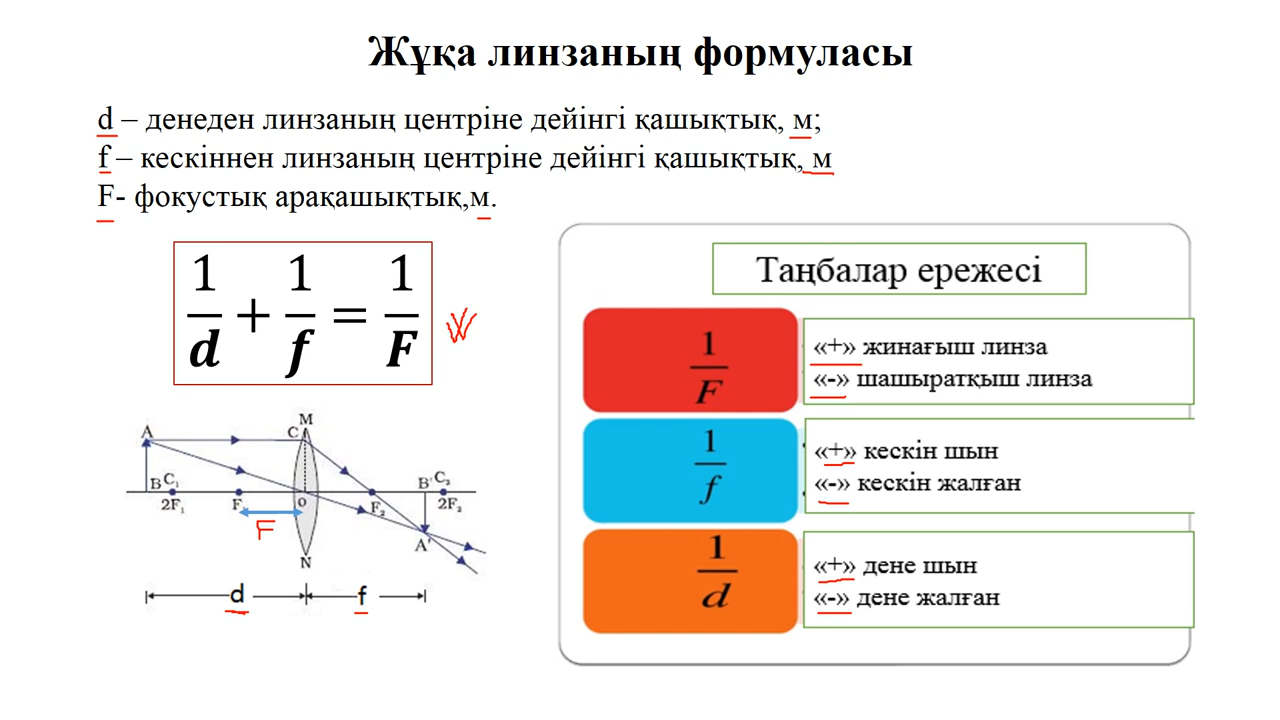 Жұқа линзаның формуласы
d – денеден линзаның центріне дейінгі қашықтық, м;
f – кескіннен линзаның центріне дейінгі қашықтық, м
F- фокустық арақашықтық,м.
1/d + 1/f = 1/F
Таңбалар ережесі
1/F
«+» жинағыш линза
«-» шашыратқыш линза
1/f
«+» кескін шын
«-» кескін жалған
1/d
«+» дене шын
«-» дене жалған
M
A C
B C₁ B' C₂
2F₁ F O F₂ 2F₂
F
A'
N
d f